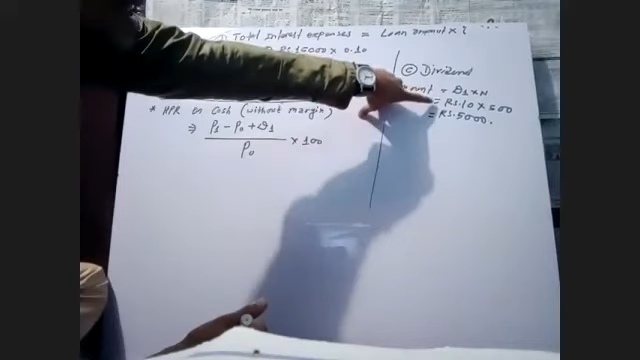 Total Interest expenses = Loan amount x {
Rs. 15000 x 0.10
* HPR on Cash (without margin)
⇒ P₁ - P₀ + D₁
P₀
x 100
Ⓒ Dividend
= D₁ x N
= Rs. 10 x 500
= Rs. 5000.